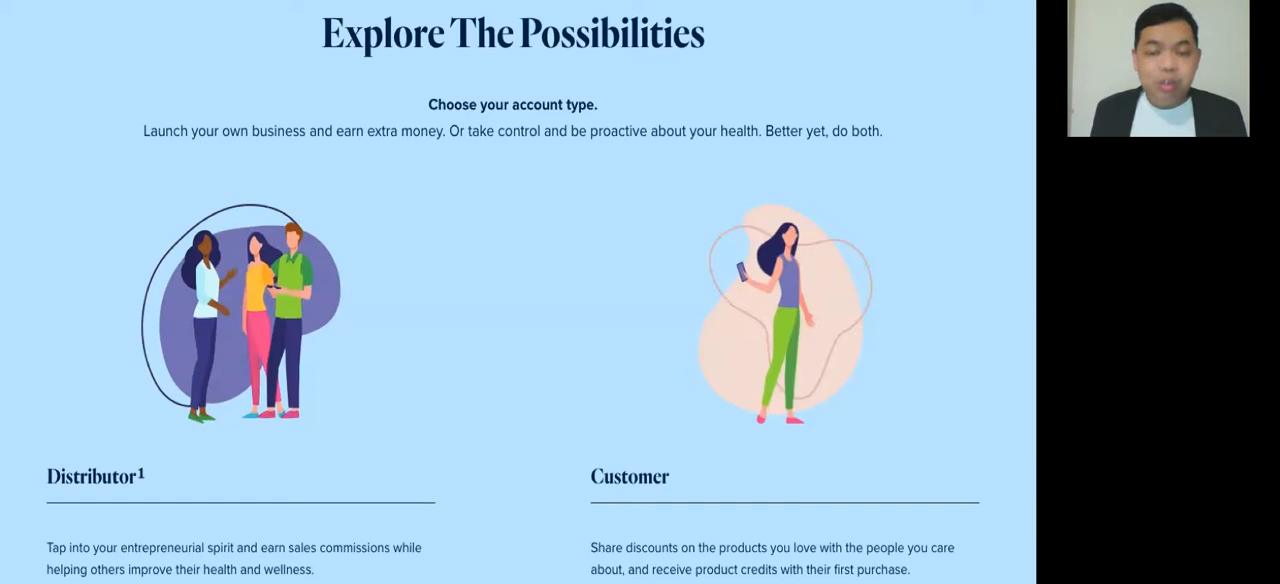 Explore The Possibilities
Choose your account type.
Launch your own business and earn extra money. Or take control and be proactive about your health. Better yet, do both.
Distributor¹
Customer
Tap into your entrepreneurial spirit and earn sales commissions while
helping others improve their health and wellness.
Share discounts on the products you love with the people you care
about, and receive product credits with their first purchase.